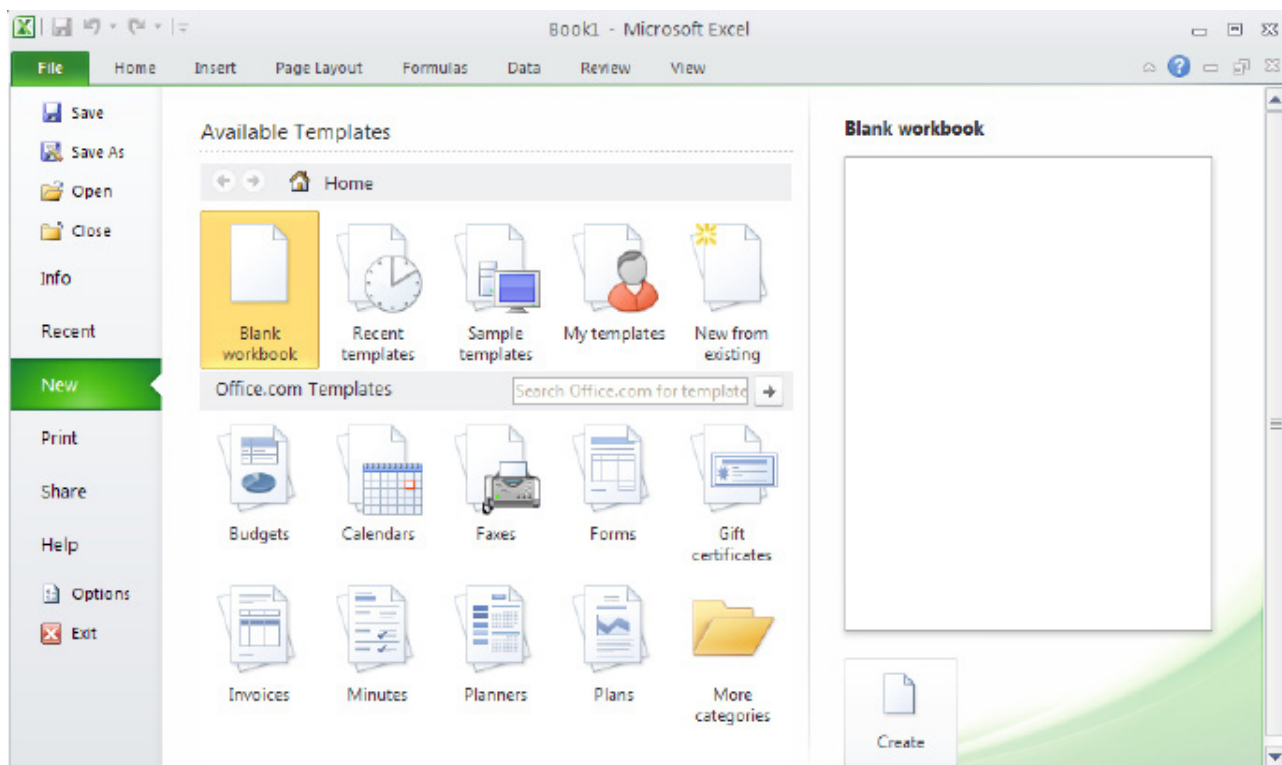 Book1 - Microsoft Excel
File Home Insert Page Layout Formulas Data Review View
Save
Save As
Open
Close
Info
Recent
New
Print
Share
Help
Options
Exit
Available Templates
Home
Blank workbook
Recent templates
Sample templates
My templates
New from existing
Office.com Templates
Search Office.com for template
Budgets
Calendars
Faxes
Forms
Gift certificates
Invoices
Minutes
Planners
Plans
More categories
Blank workbook
Create